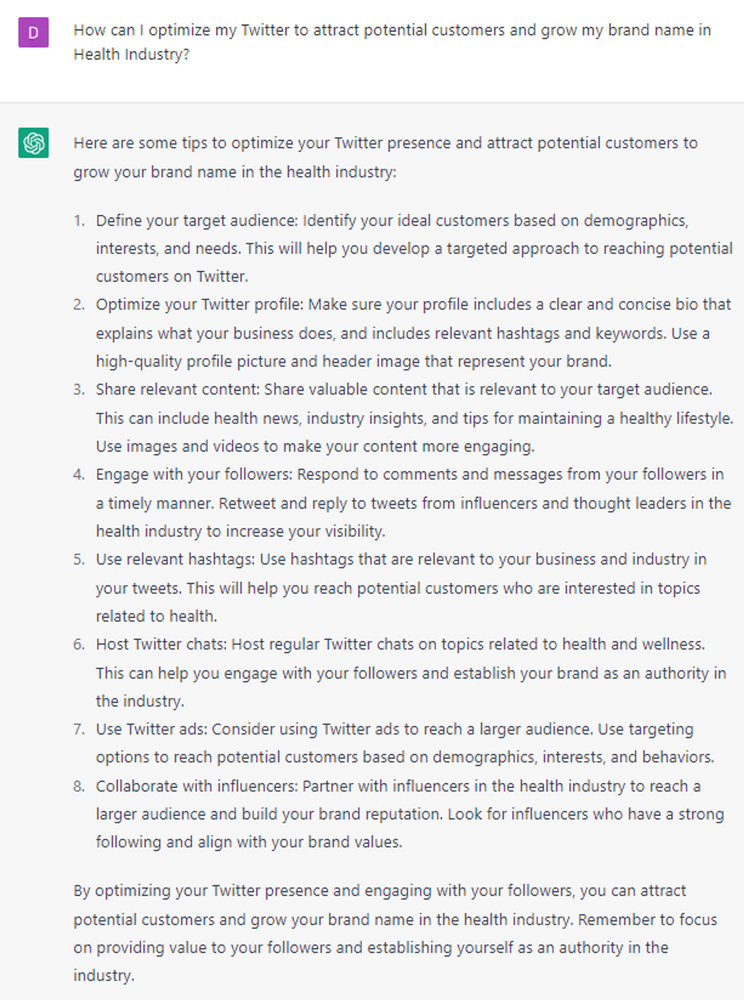 D
How can I optimize my Twitter to attract potential customers and grow my brand name in
Health Industry?
Here are some tips to optimize your Twitter presence and attract potential customers to
grow your brand name in the health industry:
1. Define your target audience: Identify your ideal customers based on demographics,
interests, and needs. This will help you develop a targeted approach to reaching potential
customers on Twitter.
2. Optimize your Twitter profile: Make sure your profile includes a clear and concise bio that
explains what your business does, and includes relevant hashtags and keywords. Use a
high-quality profile picture and header image that represent your brand.
3. Share relevant content: Share valuable content that is relevant to your target audience.
This can include health news, industry insights, and tips for maintaining a healthy lifestyle.
Use images and videos to make your content more engaging.
4. Engage with your followers: Respond to comments and messages from your followers in
a timely manner. Retweet and reply to tweets from influencers and thought leaders in the
health industry to increase your visibility.
5. Use relevant hashtags: Use hashtags that are relevant to your business and industry in
your tweets. This will help you reach potential customers who are interested in topics
related to health.
6. Host Twitter chats: Host regular Twitter chats on topics related to health and wellness.
This can help you engage with your followers and establish your brand as an authority in
the industry.
7. Use Twitter ads: Consider using Twitter ads to reach a larger audience. Use targeting
options to reach potential customers based on demographics, interests, and behaviors.
8. Collaborate with influencers: Partner with influencers in the health industry to reach a
larger audience and build your brand reputation. Look for influencers who have a strong
following and align with your brand values.
By optimizing your Twitter presence and engaging with your followers, you can attract
potential customers and grow your brand name in the health industry. Remember to focus
on providing value to your followers and establishing yourself as an authority in the
industry.